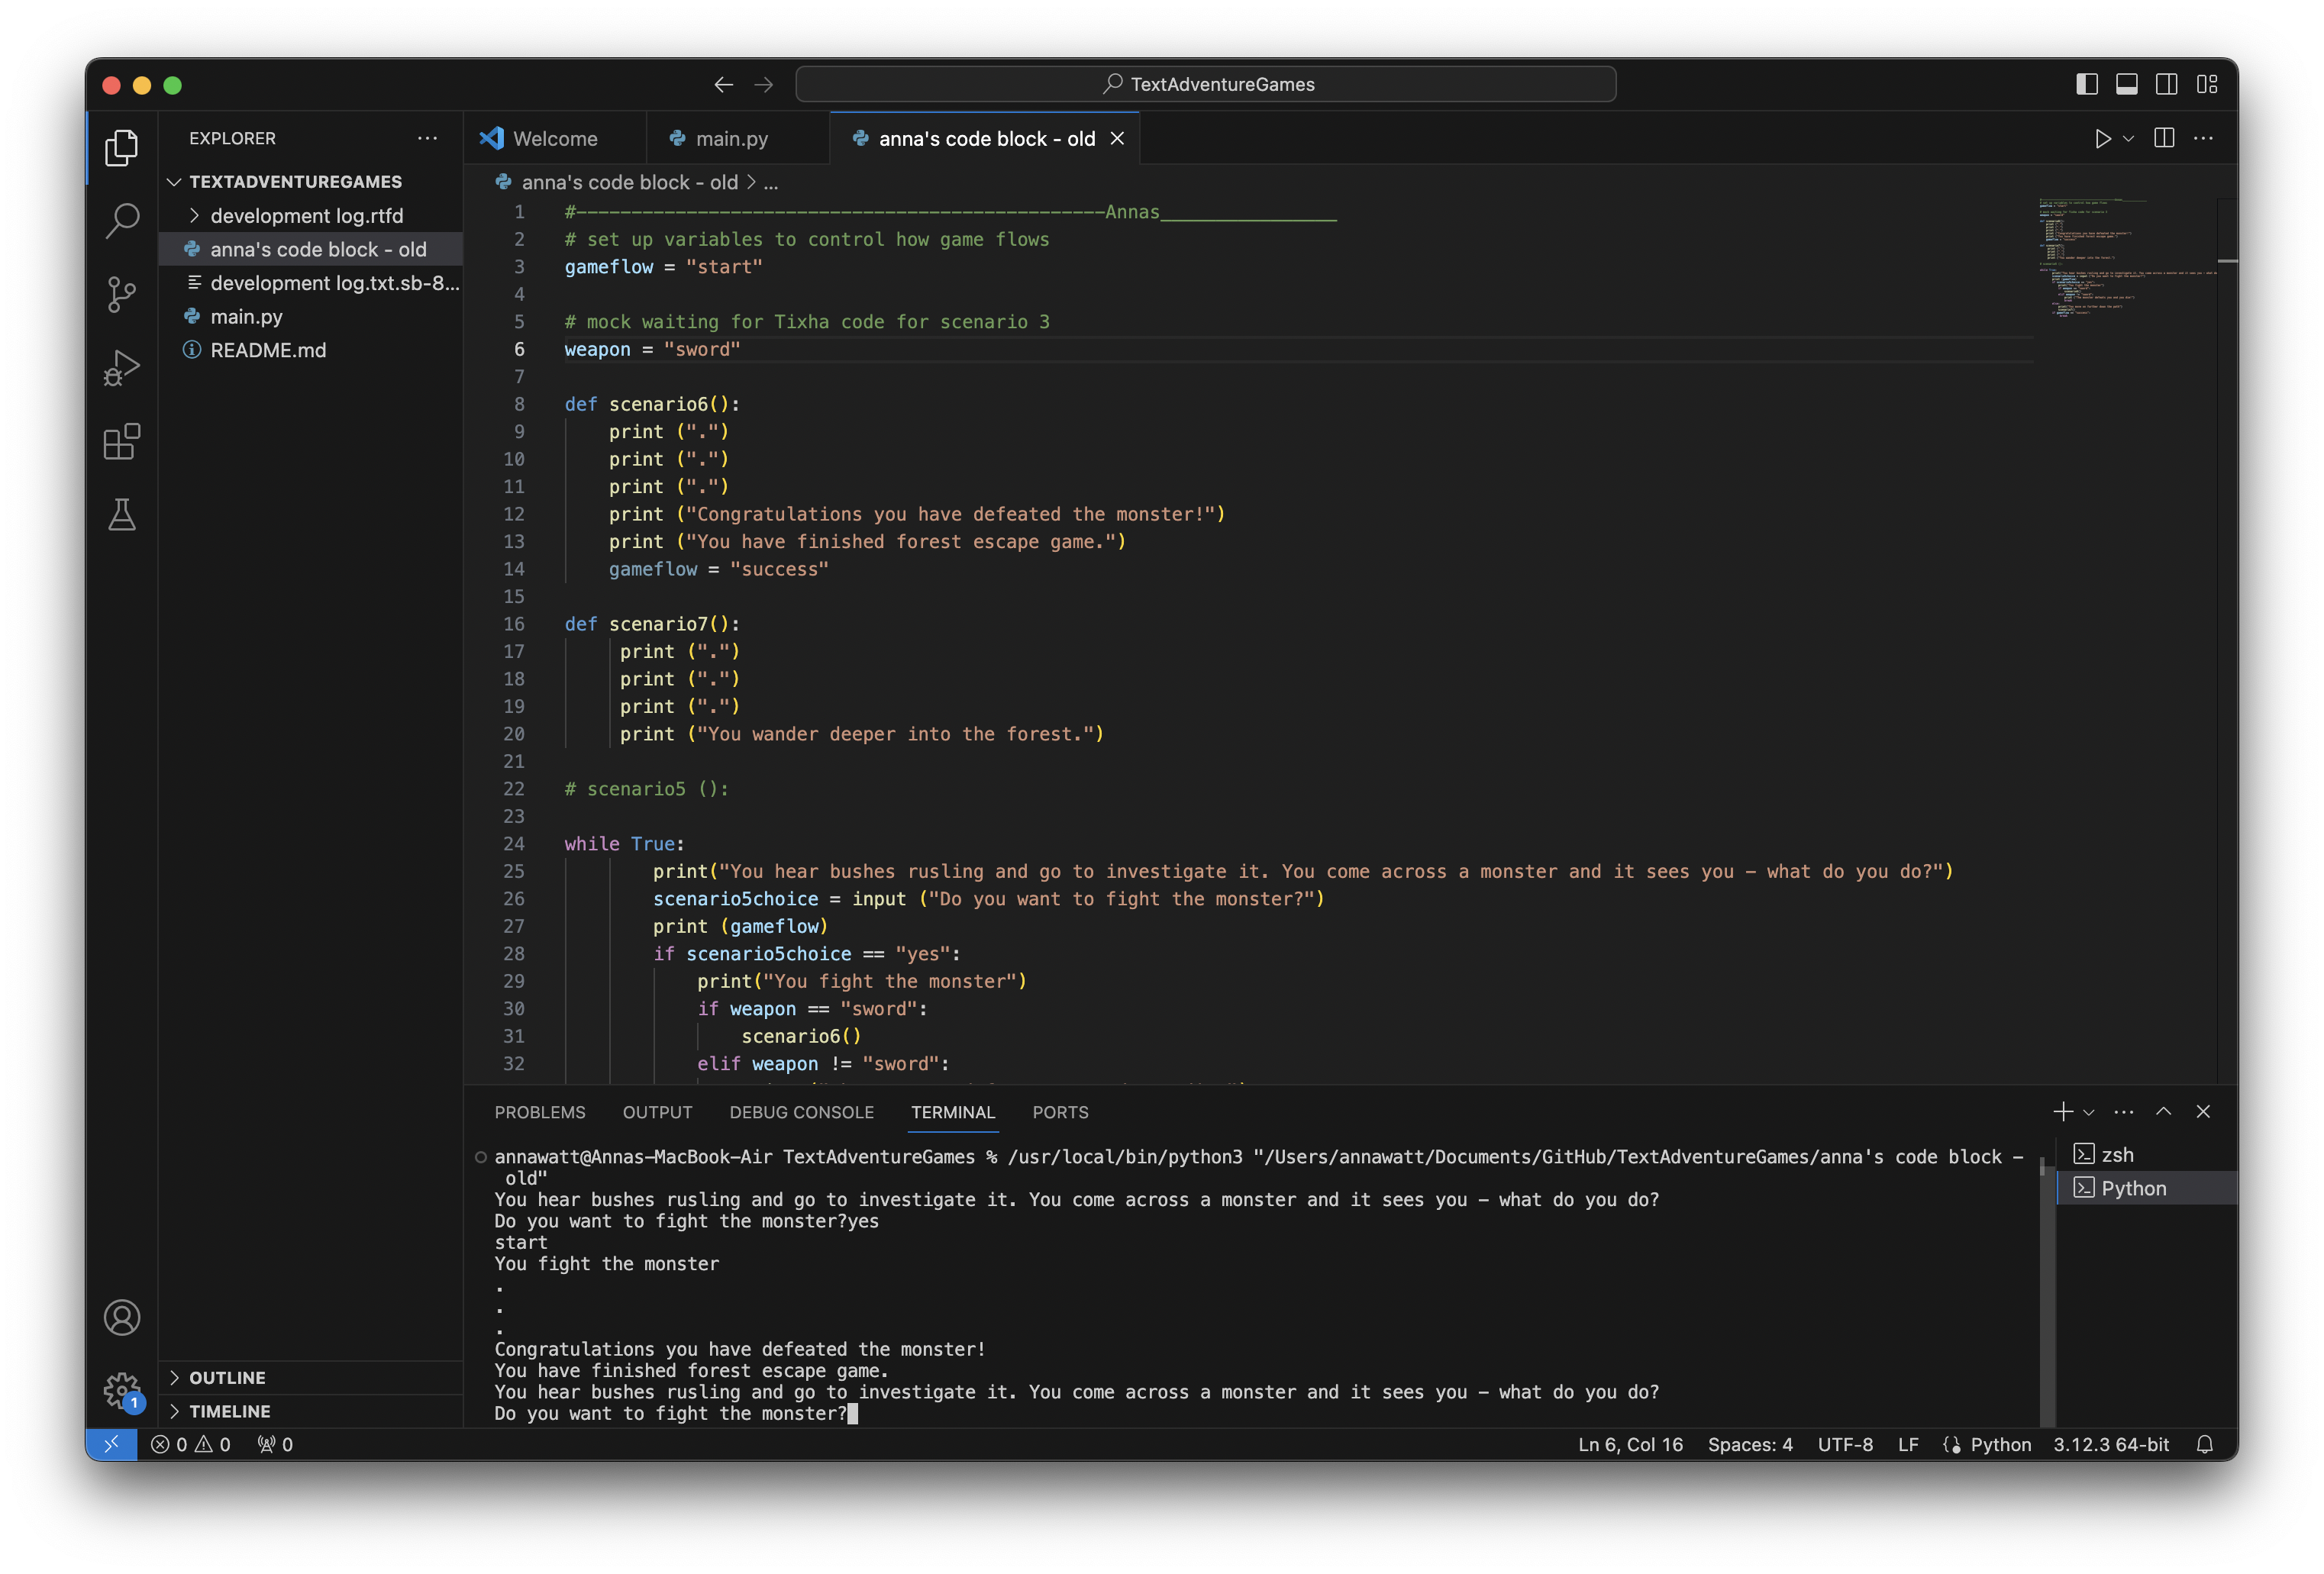 TextAdventureGames
EXPLORER
Welcome
main.py
anna's code block - old
TEXTADVENTUREGAMES
development log.rtfd
anna's code block - old
development log.txt.sb-8...
main.py
README.md
OUTLINE
TIMELINE
anna's code block - old > ...
1 #------------------------------------------------Annas________________
2 # set up variables to control how game flows
3 gameflow = "start"
4
5 # mock waiting for Tixha code for scenario 3
6 weapon = "sword"
7
8 def scenario6():
9     print (".")
10     print (".")
11     print (".")
12     print ("Congratulations you have defeated the monster!")
13     print ("You have finished forest escape game.")
14     gameflow = "success"
15
16 def scenario7():
17      print (".")
18      print (".")
19      print (".")
20      print ("You wander deeper into the forest.")
21
22 # scenario5 ():
23
24 while True:
25         print("You hear bushes rusling and go to investigate it. You come across a monster and it sees you - what do you do?")
26         scenario5choice = input ("Do you want to fight the monster?")
27         print (gameflow)
28         if scenario5choice == "yes":
29             print("You fight the monster")
30             if weapon == "sword":
31                 scenario6()
32             elif weapon != "sword":
PROBLEMS OUTPUT DEBUG CONSOLE TERMINAL PORTS
annawatt@Annas-MacBook-Air TextAdventureGames % /usr/local/bin/python3 "/Users/annawatt/Documents/GitHub/TextAdventureGames/anna's code block -
 old"
You hear bushes rusling and go to investigate it. You come across a monster and it sees you - what do you do?
Do you want to fight the monster?yes
start
You fight the monster
.
.
.
Congratulations you have defeated the monster!
You have finished forest escape game.
You hear bushes rusling and go to investigate it. You come across a monster and it sees you - what do you do?
Do you want to fight the monster?
zsh
Python
1
0 0 0
Ln 6, Col 16 Spaces: 4 UTF-8 LF Python 3.12.3 64-bit